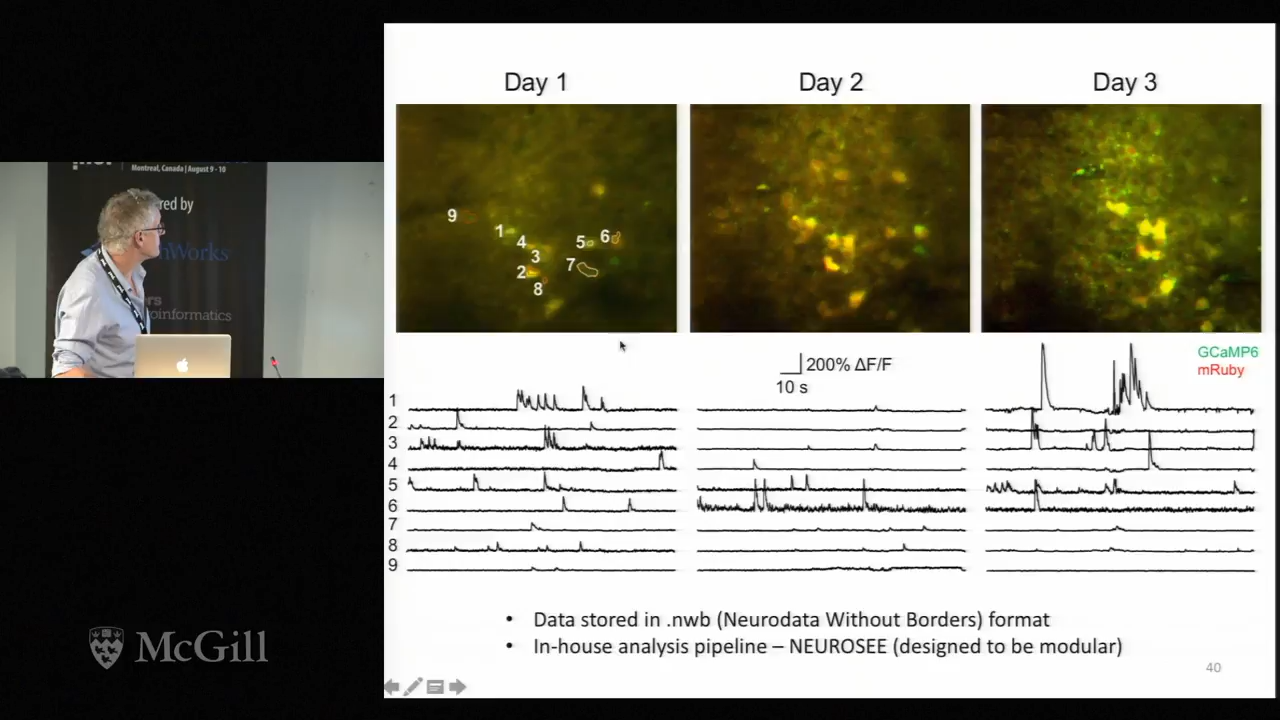 Montreal, Canada | August 9 - 10
red by
Works
ers
oinformatics
McGill
Day 1
Day 2
Day 3
9
1
4
3
2
8
5
6
7
GCaMP6
mRuby
200% ΔF/F
10 s
1
2
3
4
5
6
7
8
9
• Data stored in .nwb (Neurodata Without Borders) format
• In-house analysis pipeline – NEUROSEE (designed to be modular)
40